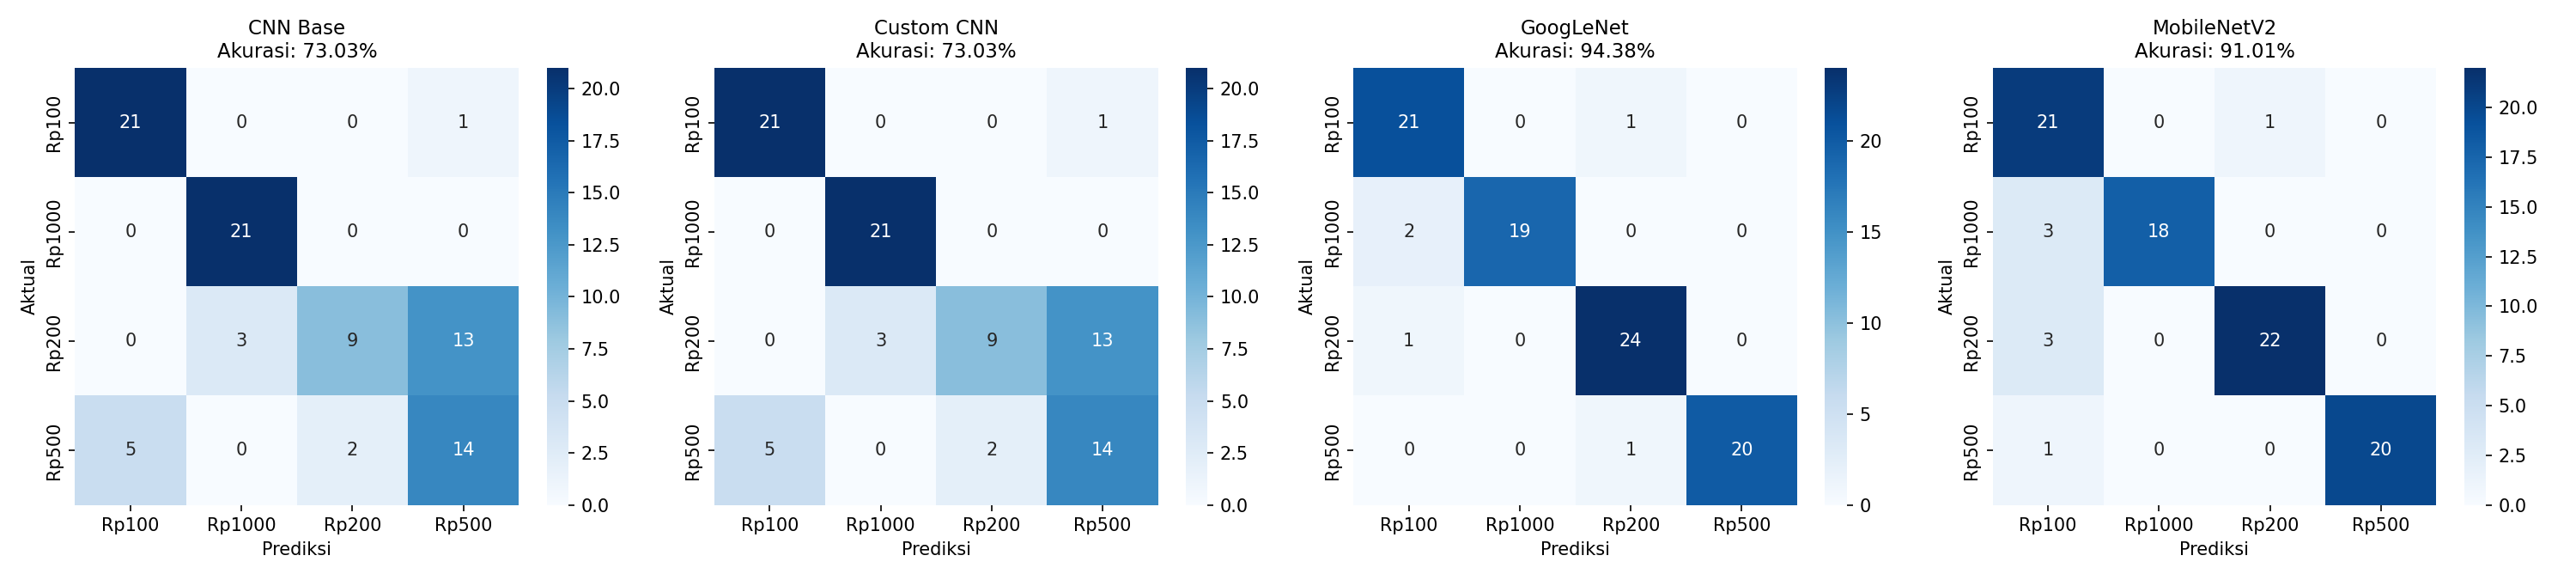 CNN Base
Akurasi: 73.03%
Aktual
Rp100
21 0 0 1
Rp1000
0 21 0 0
Rp200
0 3 9 13
Rp500
5 0 2 14
Rp100 Rp1000 Rp200 Rp500
Prediksi
20.0
17.5
15.0
12.5
10.0
7.5
5.0
2.5
0.0
Custom CNN
Akurasi: 73.03%
Aktual
Rp100
21 0 0 1
Rp1000
0 21 0 0
Rp200
0 3 9 13
Rp500
5 0 2 14
Rp100 Rp1000 Rp200 Rp500
Prediksi
20.0
17.5
15.0
12.5
10.0
7.5
5.0
2.5
0.0
GoogLeNet
Akurasi: 94.38%
Aktual
Rp100
21 0 1 0
Rp1000
2 19 0 0
Rp200
1 0 24 0
Rp500
0 0 1 20
Rp100 Rp1000 Rp200 Rp500
Prediksi
20
15
10
5
0
MobileNetV2
Akurasi: 91.01%
Aktual
Rp100
21 0 1 0
Rp1000
3 18 0 0
Rp200
3 0 22 0
Rp500
1 0 0 20
Rp100 Rp1000 Rp200 Rp500
Prediksi
20.0
17.5
15.0
12.5
10.0
7.5
5.0
2.5
0.0